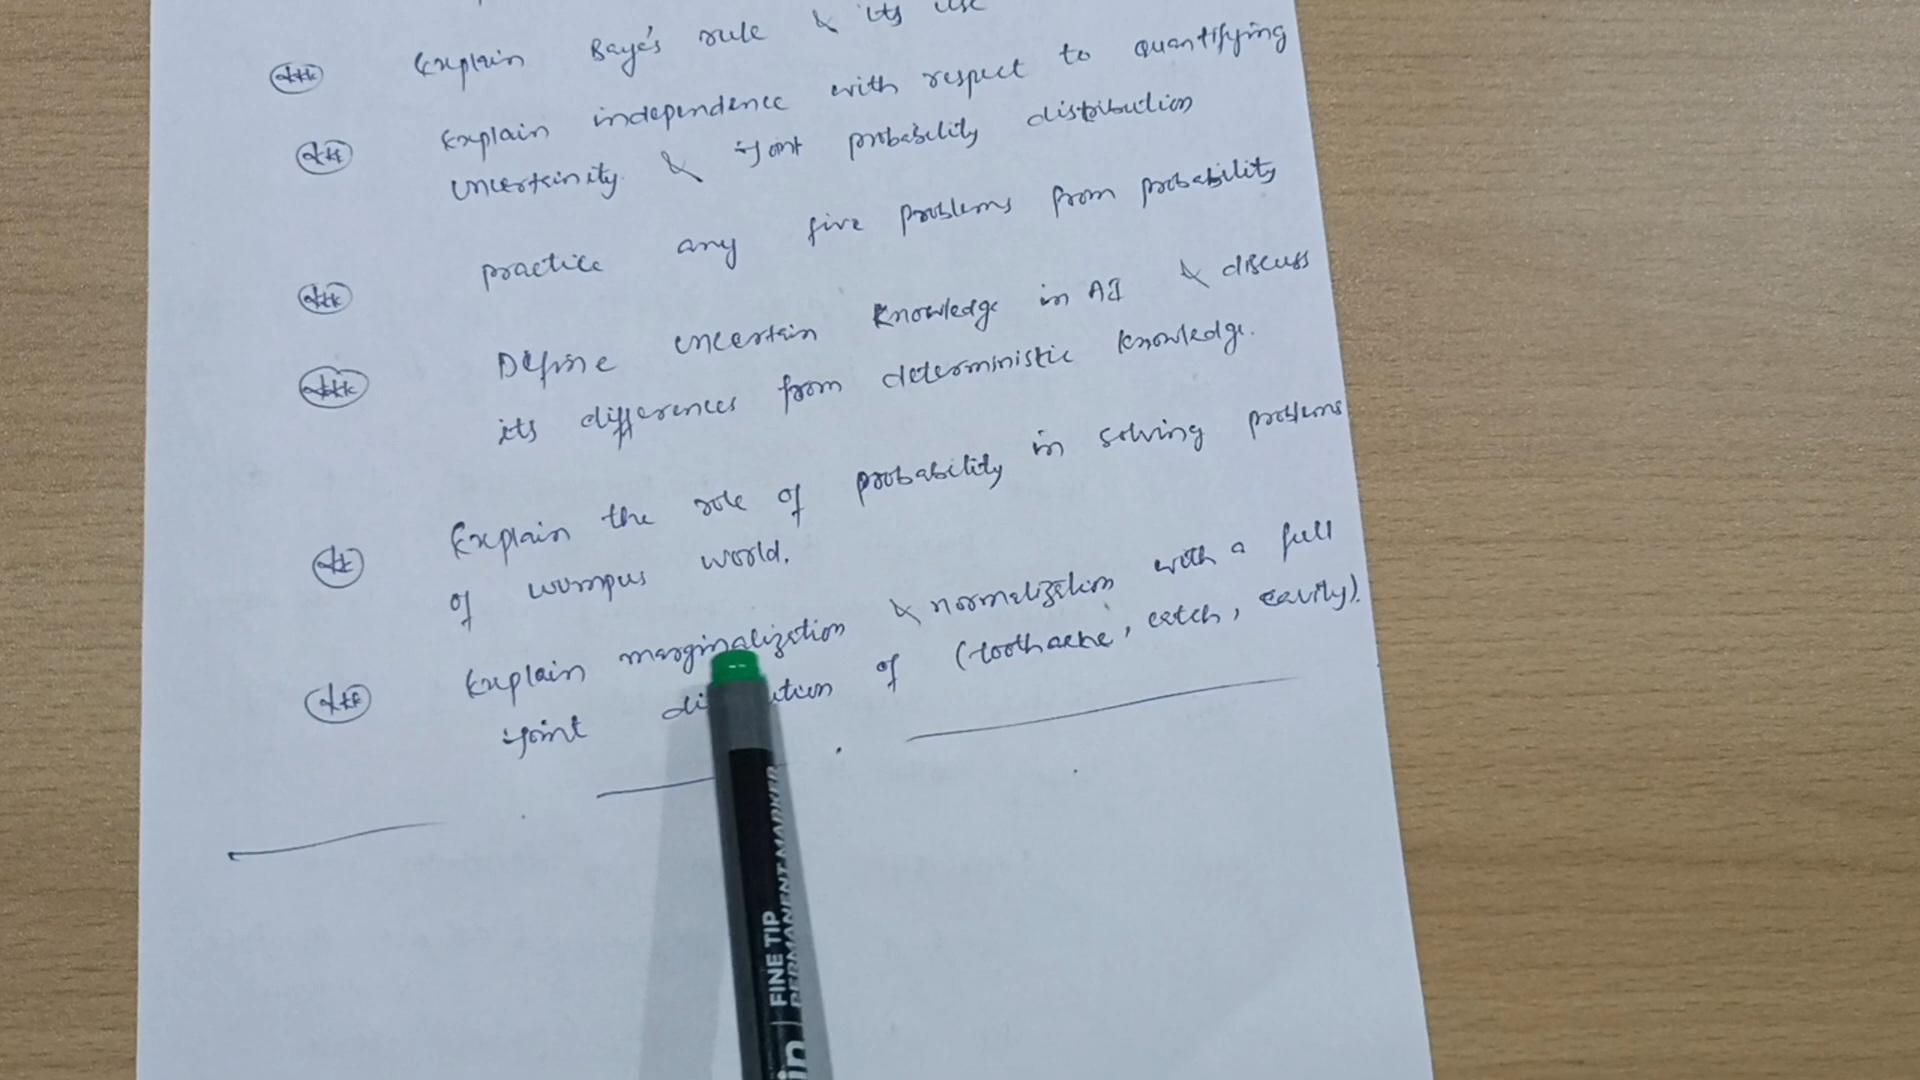 Explain Baye's rule & its use
Explain independence with respect to quantifying
uncertainity & joint probability distribution
practice any five problems from probability
Define uncertain knowledge in AI & discuss
its differences from deterministic knowledge.
Explain the role of probability in solving problems
of wumpus world.
Explain marginalization & normalization with a full
joint of (toothache, catch, cavity).
FINE TIP
PERMANENT MARKER